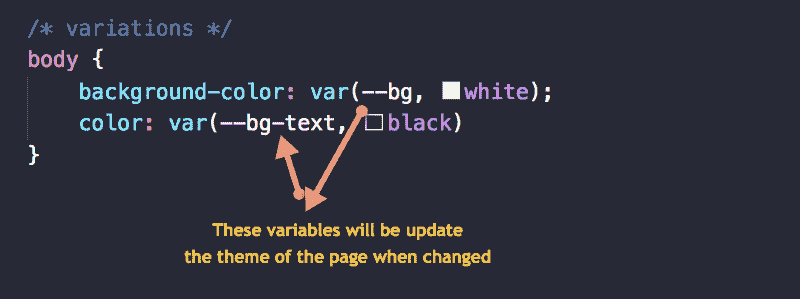 /* variations */
body {
background-color: var(--bg, white);
color: var(--bg-text, black)
}
These variables will be update
the theme of the page when changed